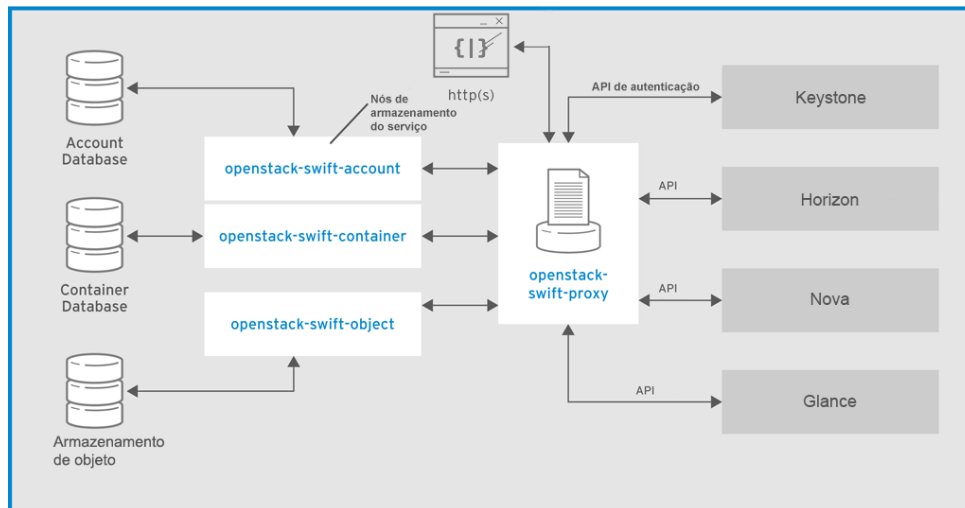 {|}
http(s)
API de autenticação
Keystone
Nós de
armazenamento
do serviço
Account
Database
openstack-swift-account
API
Horizon
openstack-swift-container
Container
Database
openstack-
swift-proxy
API
Nova
openstack-swift-object
API
Glance
Armazenamento
de objeto